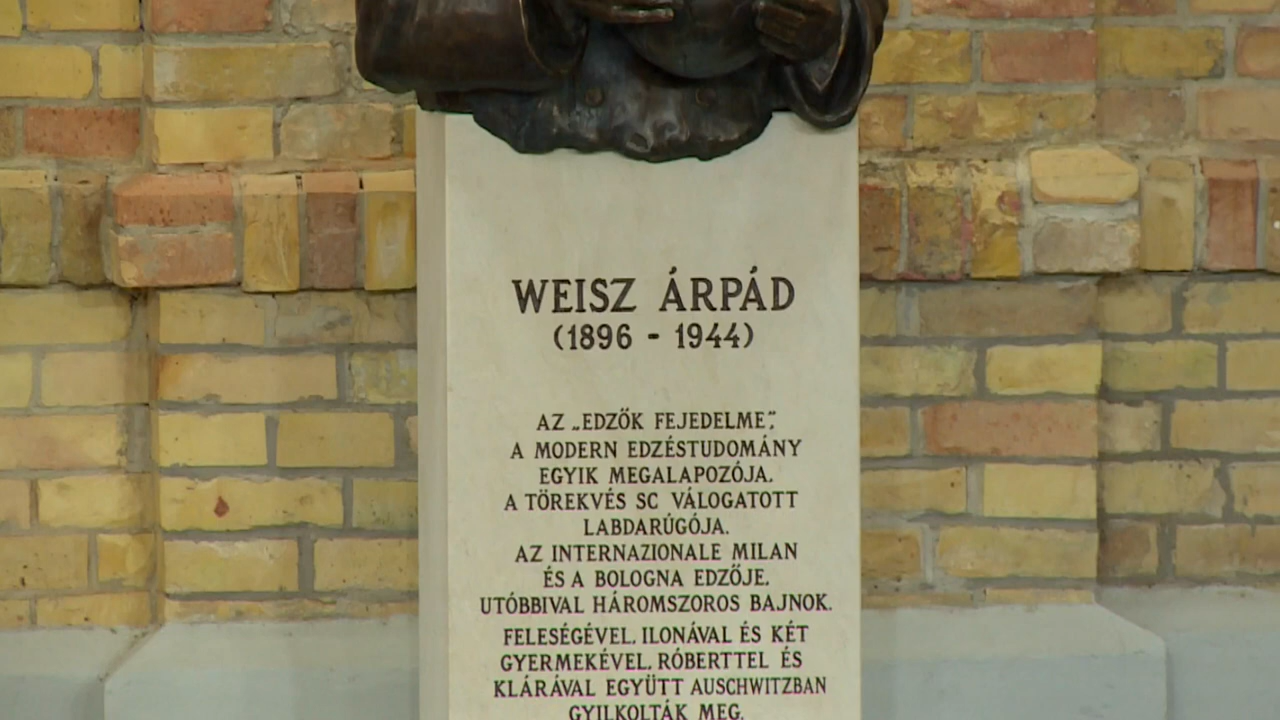 WEISZ ÁRPÁD
(1896 - 1944)
AZ „EDZŐK FEJEDELME”,
A MODERN EDZÉSTUDOMÁNY
EGYIK MEGALAPOZÓJA.
A TÖREKVÉS SC VÁLOGATOTT
LABDARÚGÓJA.
AZ INTERNAZIONALE MILAN
ÉS A BOLOGNA EDZŐJE.
UTÓBBIVAL HÁROMSZOROS BAJNOK.
FELESÉGÉVEL, ILONÁVAL ÉS KÉT
GYERMEKÉVEL, RÓBERTTEL ÉS
KLÁRÁVAL EGYÜTT AUSCHWITZBAN
GYILKOLTÁK MEG.